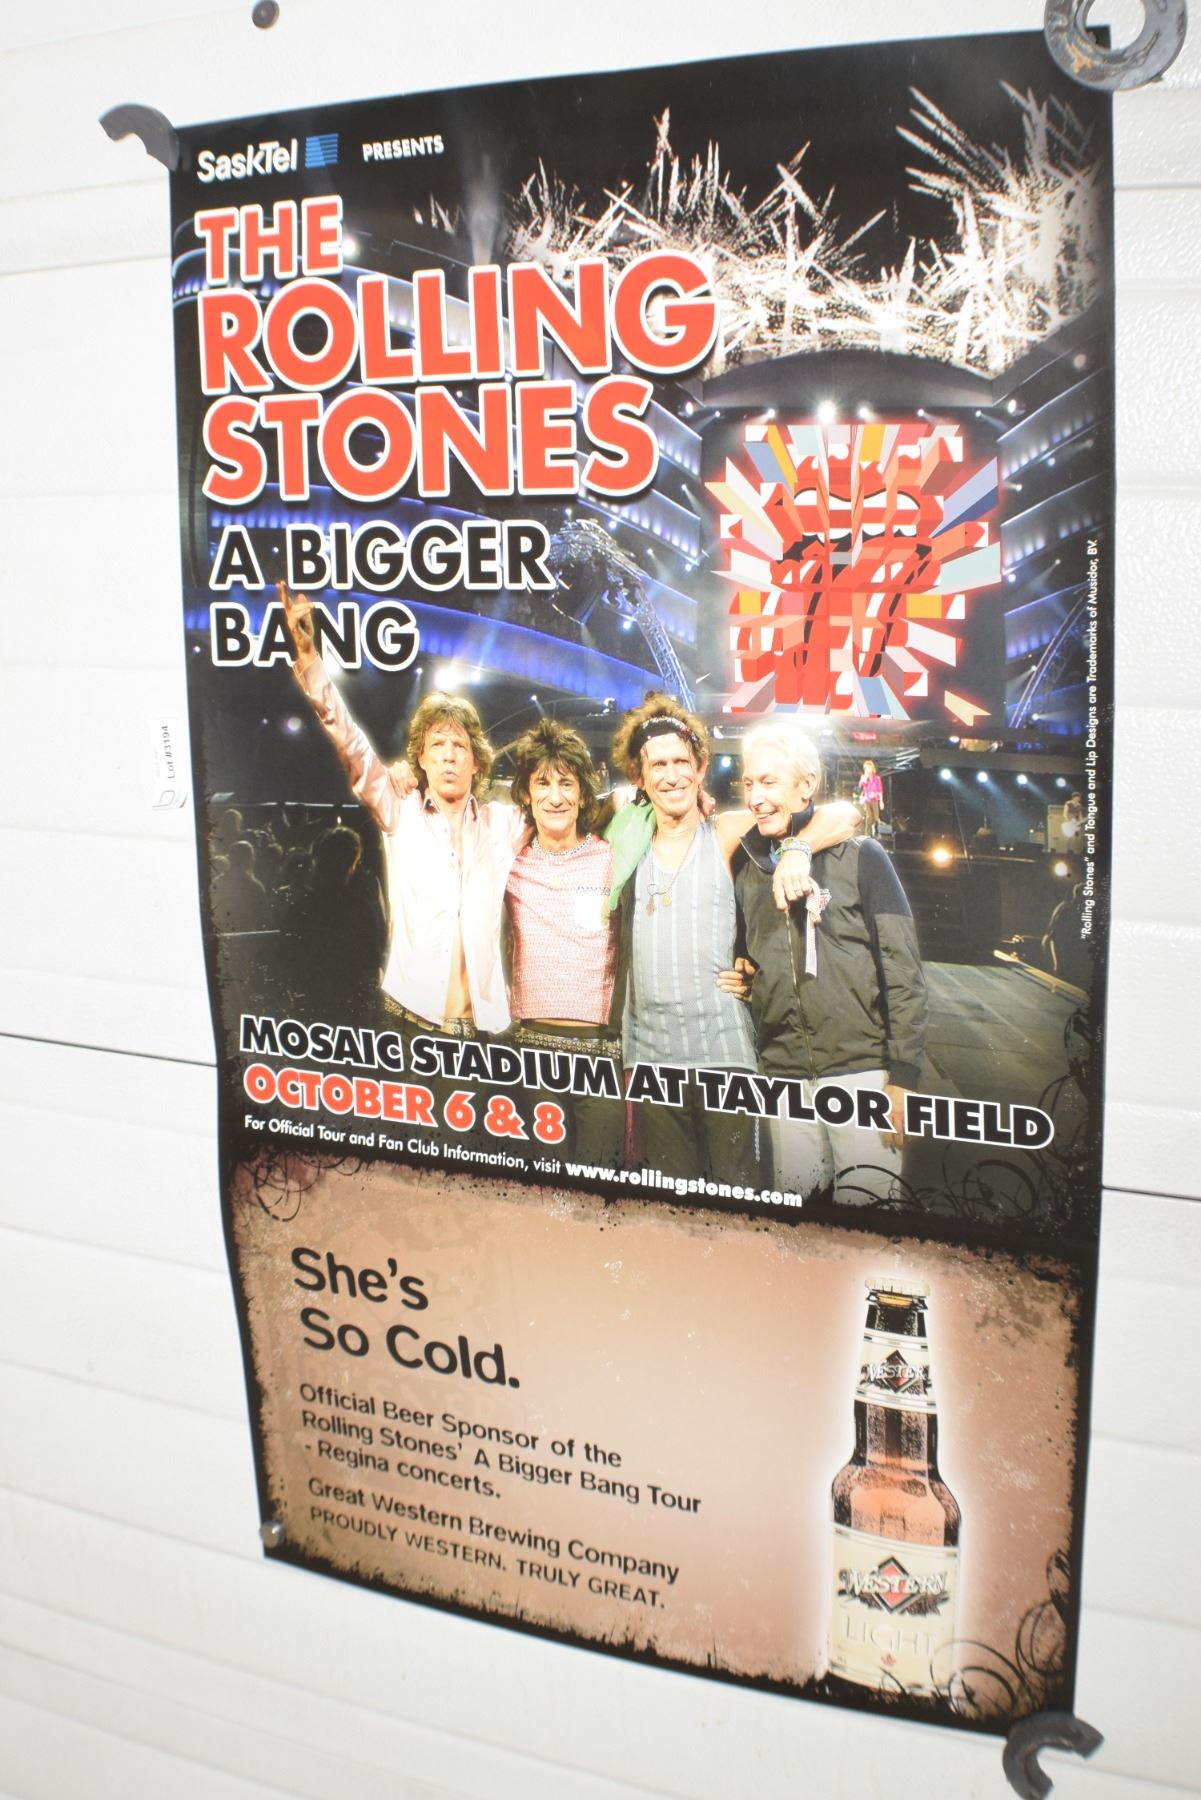 SaskTel PRESENTS
THE
ROLLING
STONES
A BIGGER
BANG
Lot #3194
"Rolling Stones" and Tongue and Lip Designs are Trademarks of Musidor, BV.
MOSAIC STADIUM AT TAYLOR FIELD
OCTOBER 6 & 8
For Official Tour and Fan Club Information, visit www.rollingstones.com
She's
So Cold.
Official Beer Sponsor of the
Rolling Stones' A Bigger Bang Tour
- Regina concerts.
Great Western Brewing Company
PROUDLY WESTERN. TRULY GREAT.
WESTERN
WESTERN
LIGHT